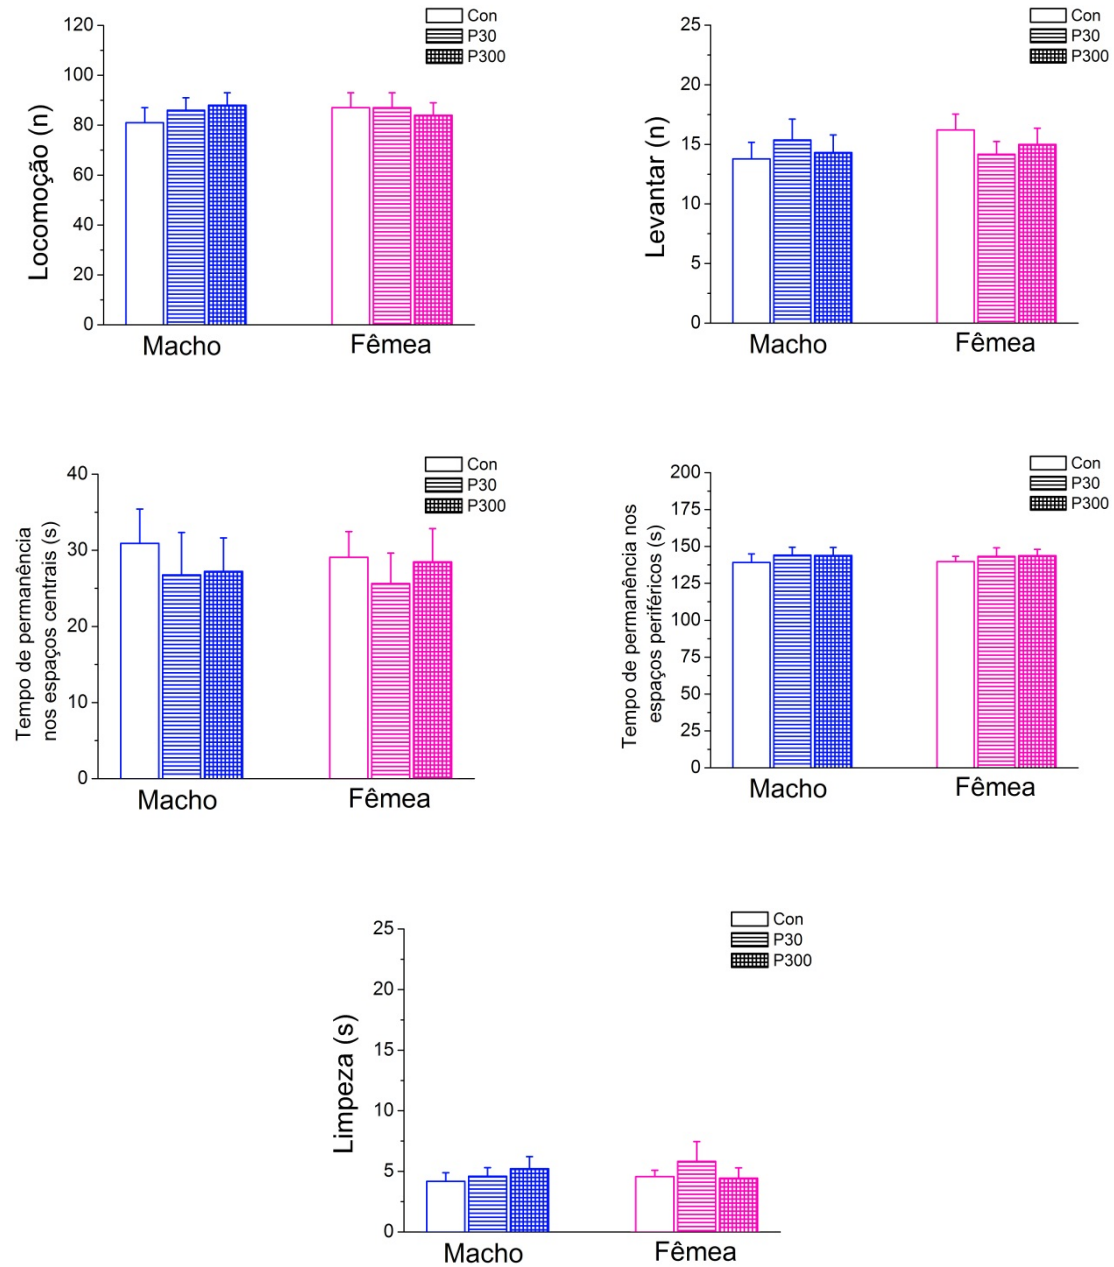 Con
P30
P300
120
100
80
60
40
20
0
Locomoção (n)
Macho
Fêmea
Con
P30
P300
25
20
15
10
5
0
Levantar (n)
Macho
Fêmea
Con
P30
P300
40
30
20
10
0
Tempo de permanência
nos espaços centrais (s)
Macho
Fêmea
Con
P30
P300
200
175
150
125
100
75
50
25
0
Tempo de permanência nos
espaços periféricos (s)
Macho
Fêmea
Con
P30
P300
25
20
15
10
5
0
Limpeza (s)
Macho
Fêmea